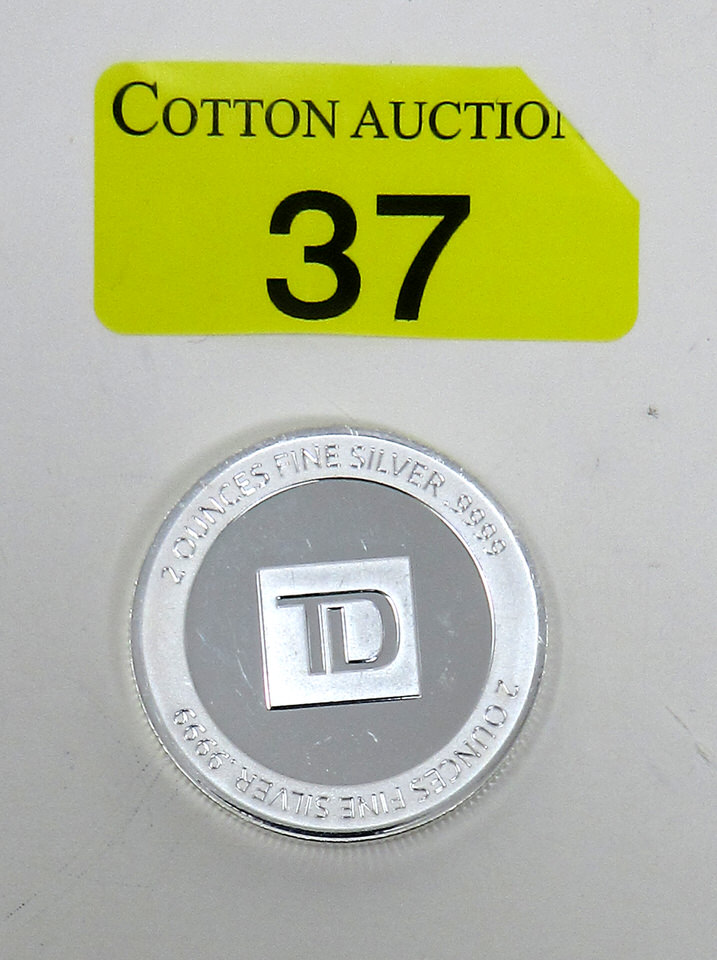 COTTON AUCTION
37
2 OUNCES FINE SILVER .9999
TD
2 OUNCES FINE SILVER .9999